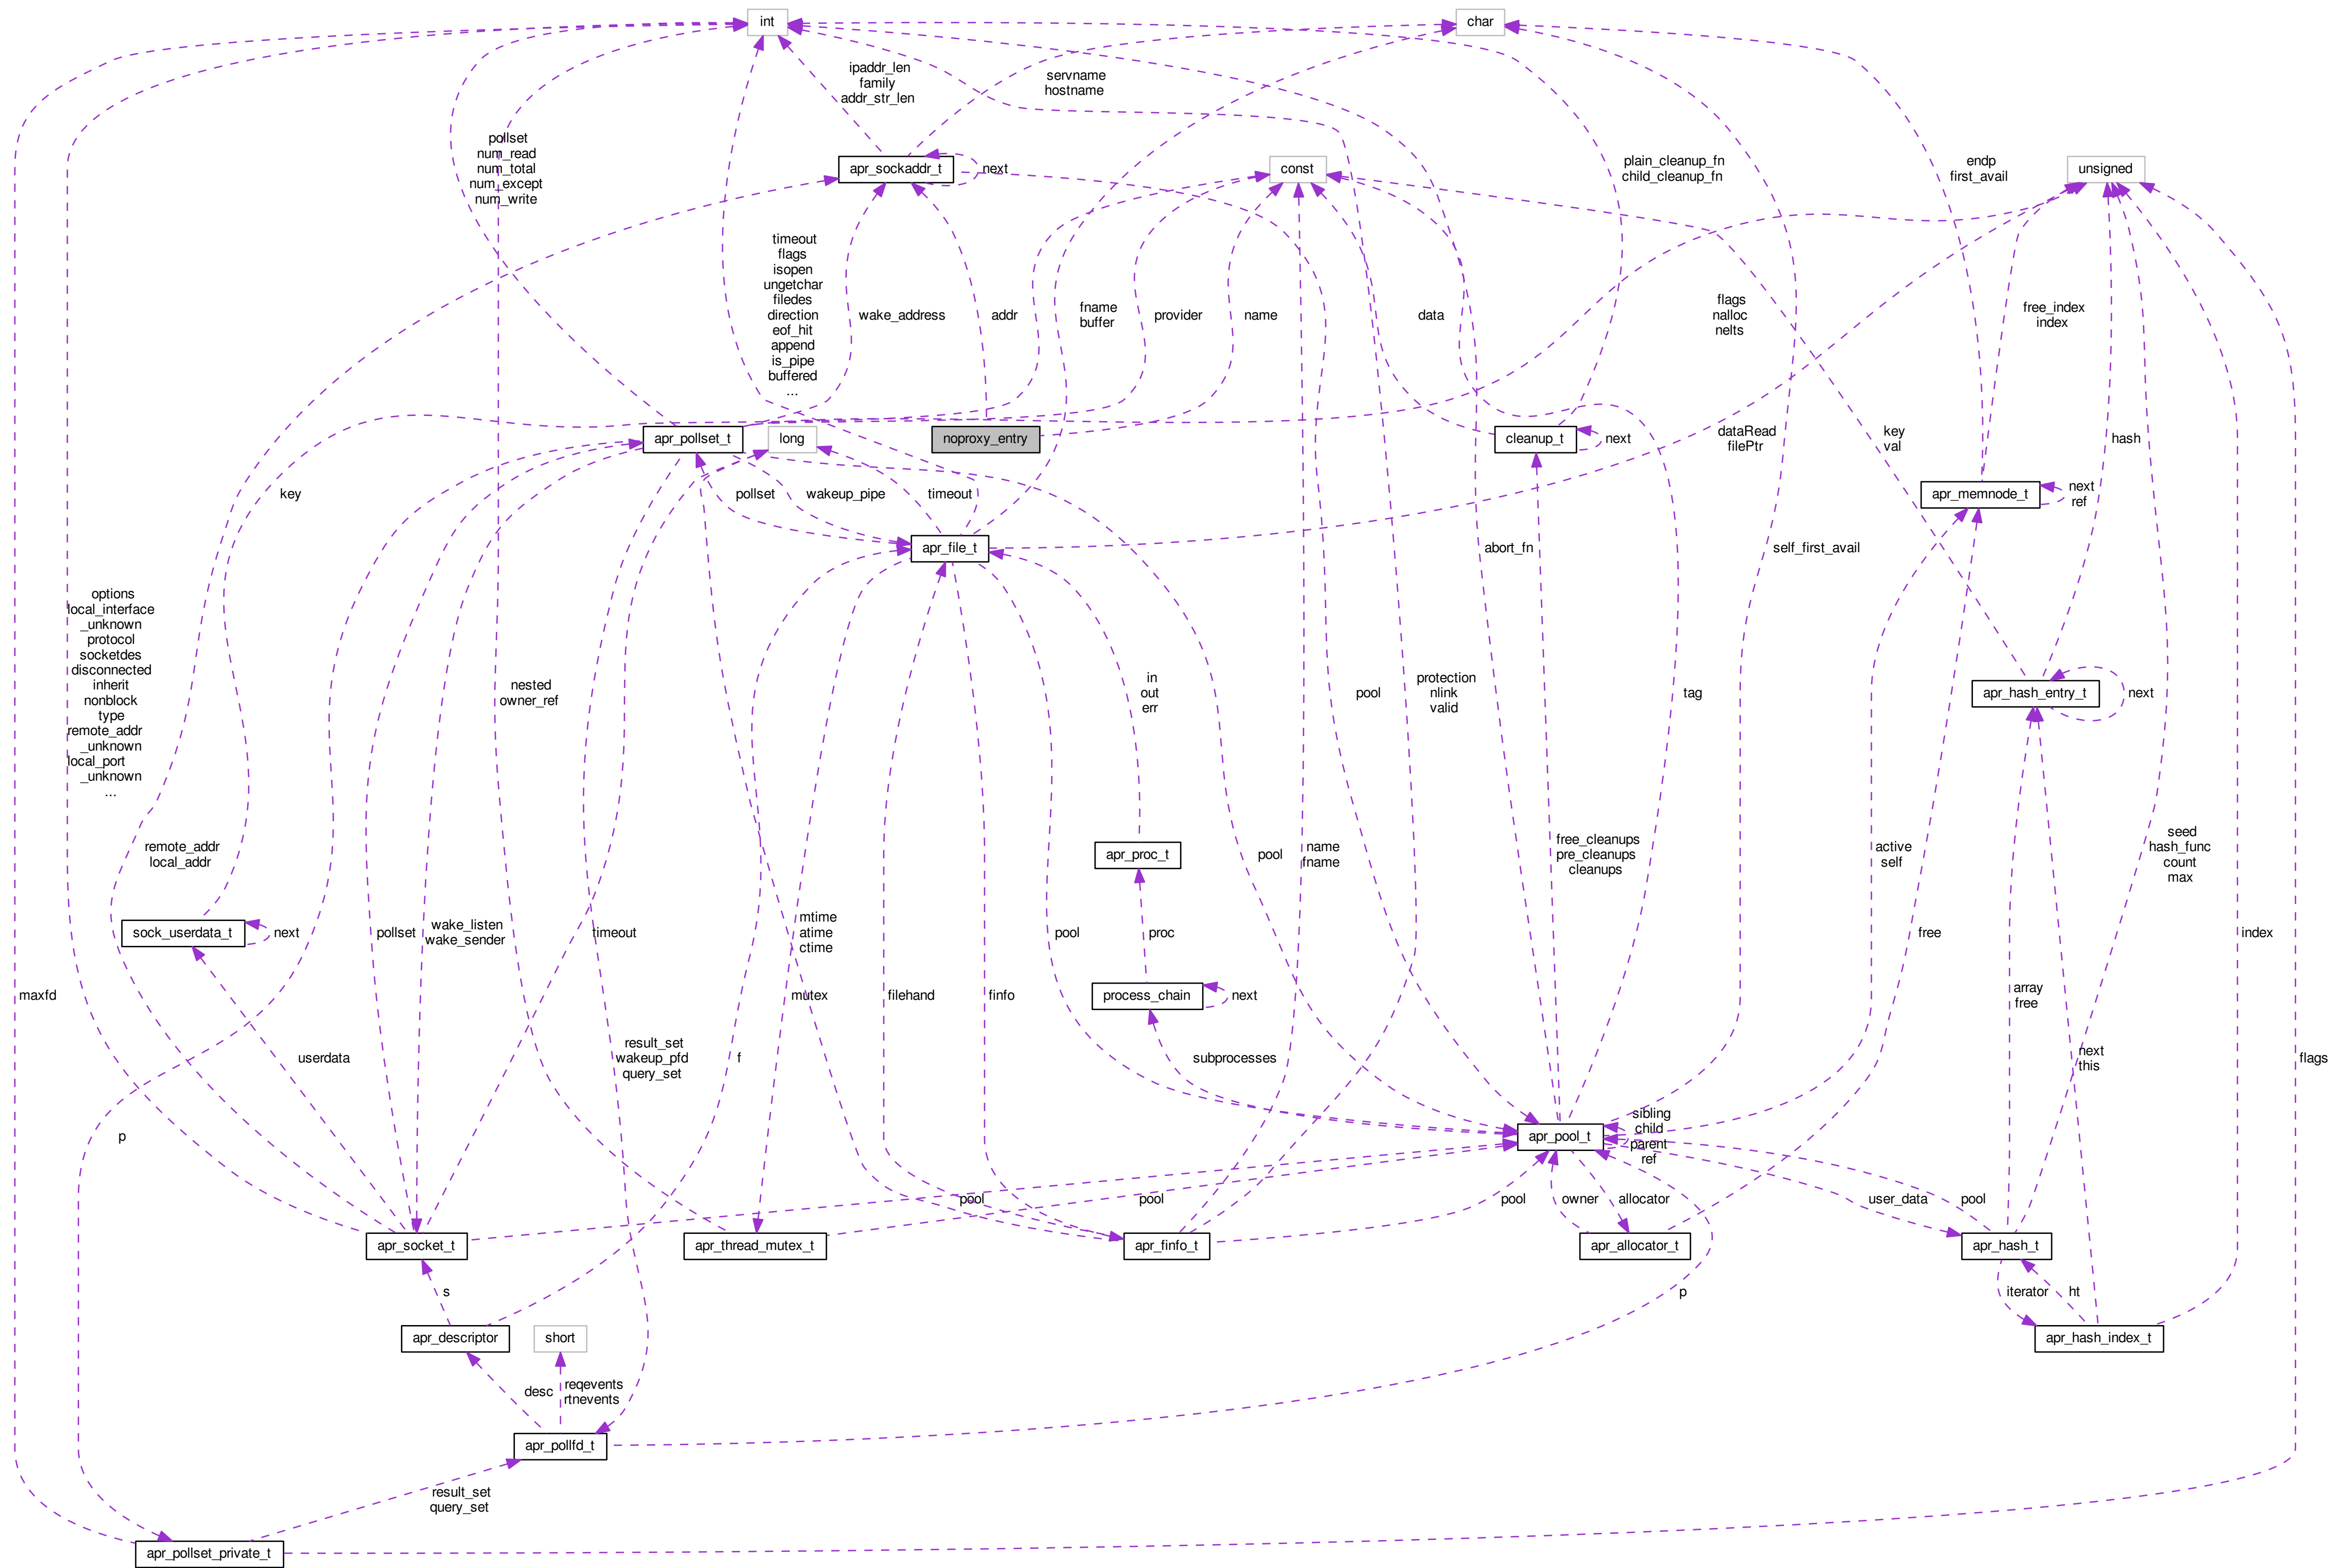 int
char
ipaddr_len
family
addr_str_len
servname
hostname
pollset
num_read
num_total
num_except
num_write
apr_sockaddr_t
next
const
plain_cleanup_fn
child_cleanup_fn
endp
first_avail
unsigned
timeout
flags
isopen
ungetchar
filedes
direction
eof_hit
append
is_pipe
buffered
...
wake_address
addr
fname
buffer
provider
name
data
flags
nalloc
nelts
free_index
index
apr_pollset_t
long
noproxy_entry
cleanup_t
next
dataRead
filePtr
key
val
hash
key
pollset
wakeup_pipe
timeout
apr_memnode_t
next
ref
apr_file_t
abort_fn
self_first_avail
options
local_interface
_unknown
protocol
socketdes
disconnected
inherit
nonblock
type
remote_addr
_unknown
local_port
_unknown
...
nested
owner_ref
in
out
err
pool
protection
nlink
valid
tag
apr_hash_entry_t
next
remote_addr
local_addr
apr_proc_t
pool
name
fname
free_cleanups
pre_cleanups
cleanups
active
self
seed
hash_func
count
max
sock_userdata_t
next
pollset
wake_listen
wake_sender
timeout
mtime
atime
ctime
pool
proc
free
index
maxfd
mutex
filehand
finfo
process_chain
next
array
free
userdata
result_set
wakeup_pfd
query_set
f
subprocesses
next
this
flags
p
apr_pool_t
sibling
child
parent
ref
pool
pool
pool
owner
allocator
user_data
pool
apr_socket_t
apr_thread_mutex_t
apr_finfo_t
apr_allocator_t
apr_hash_t
s
p
iterator
ht
apr_descriptor
short
apr_hash_index_t
desc
reqevents
rtnevents
apr_pollfd_t
result_set
query_set
apr_pollset_private_t